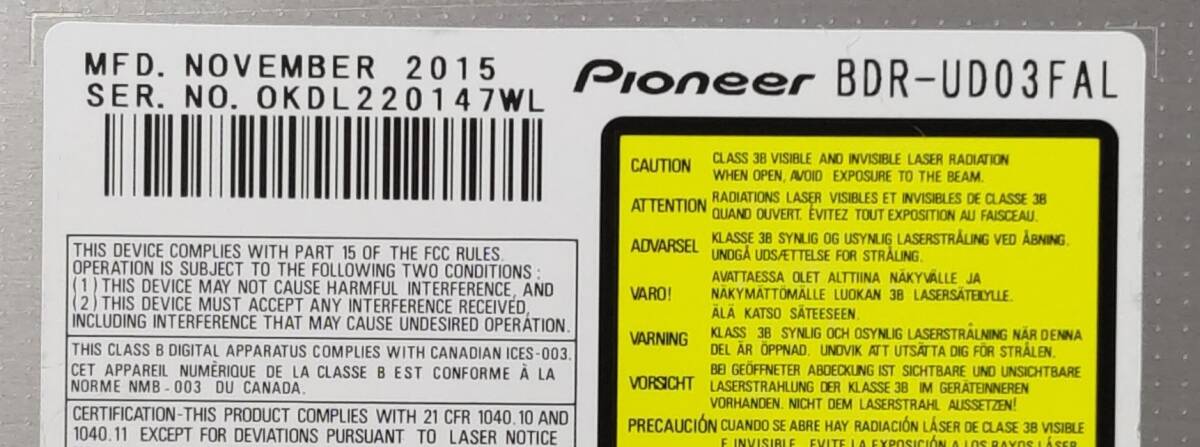 MFD. NOVEMBER 2015
SER. NO. OKDL220147WL
Pioneer BDR-UD03FAL
THIS DEVICE COMPLIES WITH PART 15 OF THE FCC RULES.
OPERATION IS SUBJECT TO THE FOLLOWING TWO CONDITIONS :
(1) THIS DEVICE MAY NOT CAUSE HARMFUL INTERFERENCE, AND
(2) THIS DEVICE MUST ACCEPT ANY INTERFERENCE RECEIVED,
INCLUDING INTERFERENCE THAT MAY CAUSE UNDESIRED OPERATION.
THIS CLASS B DIGITAL APPARATUS COMPLIES WITH CANADIAN ICES-003.
CET APPAREIL NUMÈRIQUE DE LA CLASSE B EST CONFORME À LA
NORME NMB-003 DU CANADA.
CERTIFICATION-THIS PRODUCT COMPLIES WITH 21 CFR 1040.10 AND
1040.11 EXCEPT FOR DEVIATIONS PURSUANT TO LASER NOTICE
CAUTION CLASS 3B VISIBLE AND INVISIBLE LASER RADIATION
WHEN OPEN, AVOID EXPOSURE TO THE BEAM.
ATTENTION RADIATIONS LASER VISIBLES ET INVISIBLES DE CLASSE 3B
QUAND OUVERT. ÉVITEZ TOUT EXPOSITION AU FAISCEAU.
ADVARSEL KLASSE 3B SYNLIG OG USYNLIG LASERSTRÅLING VED ÅBNING.
UNDGÅ UDSÆTTELSE FOR STRÅLING.
VARO! AVATTAESSA OLET ALTTIINA NÄKYVÄLLE JA
NÄKYMÄTTÖMÄLLE LUOKAN 3B LASERSÄTEILYLLE.
ÄLÄ KATSO SÄTEESEEN.
VARNING KLASS 3B SYNLIG OCH OSYNLIG LASERSTRÅLNING NÄR DENNA
DEL ÄR ÖPPNAD. UNDVIK ATT UTSÄTTA DIG FÖR STRÅLEN.
VORSICHT BEI GEÖFFNETER ABDECKUNG IST SICHTBARE UND UNSICHTBARE
LASERSTRAHLUNG DER KLASSE 3B IM GERÄTEINNEREN
VORHANDEN. NICHT DEM LASERSTRAHL AUSSETZEN!
PRECAUCIÓN CUANDO SE ABRE HAY RADIACIÓN LÁSER DE CLASE 3B VISIBLE
E INVISIBLE. EVITE LA EXPOSICIÓN A LOS RAYOS LÁSER